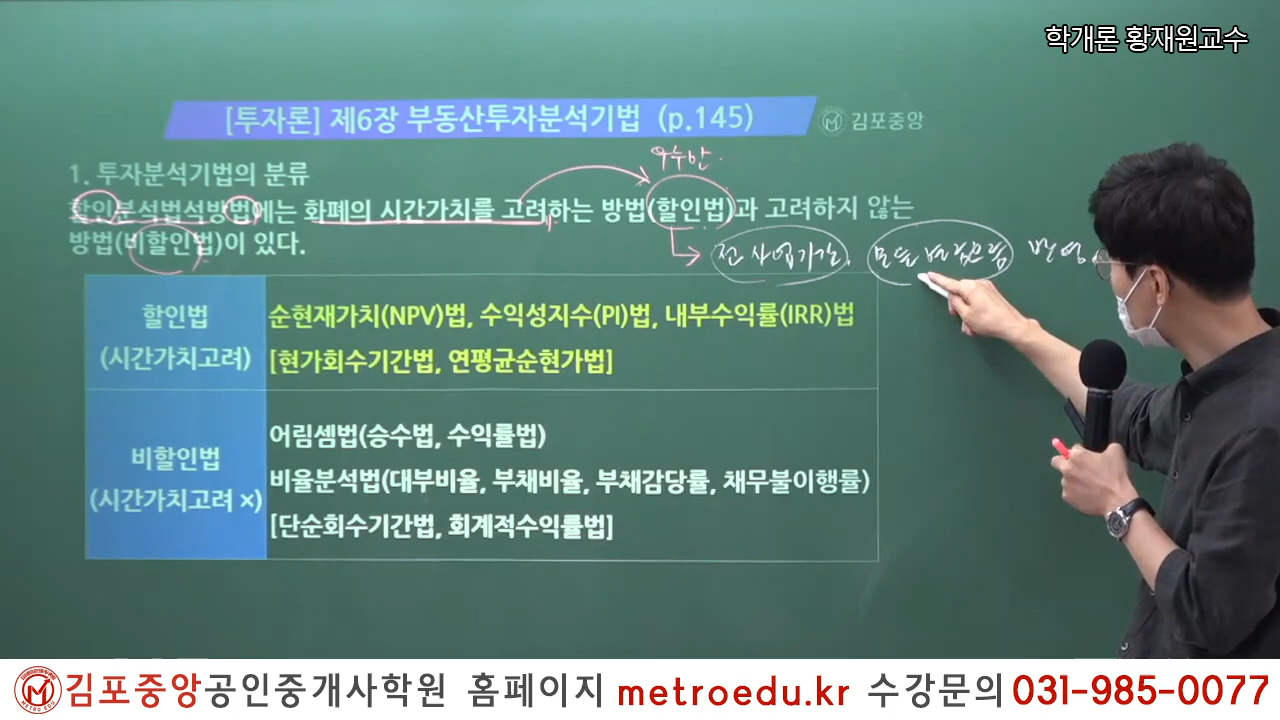 학개론 황재원교수
[투자론] 제6장 부동산투자분석기법 (p.145)
김포중앙
1. 투자분석기법의 분류
할인분석법석방법에는 화폐의 시간가치를 고려하는 방법(할인법)과 고려하지 않는
방법(비할인법)이 있다.
전 사업기간.
반영.
할인법
(시간가치고려)
순현재가치(NPV)법, 수익성지수(PI)법, 내부수익률(IRR)법
[현가회수기간법, 연평균순현가법]
비할인법
(시간가치고려 ×)
어림셈법(승수법, 수익률법)
비율분석법(대부비율, 부채비율, 부채감당률, 채무불이행률)
[단순회수기간법, 회계적수익률법]
METRO EDU
김포중앙공인중개사학원 홈페이지 metroedu.kr 수강문의 031-985-0077